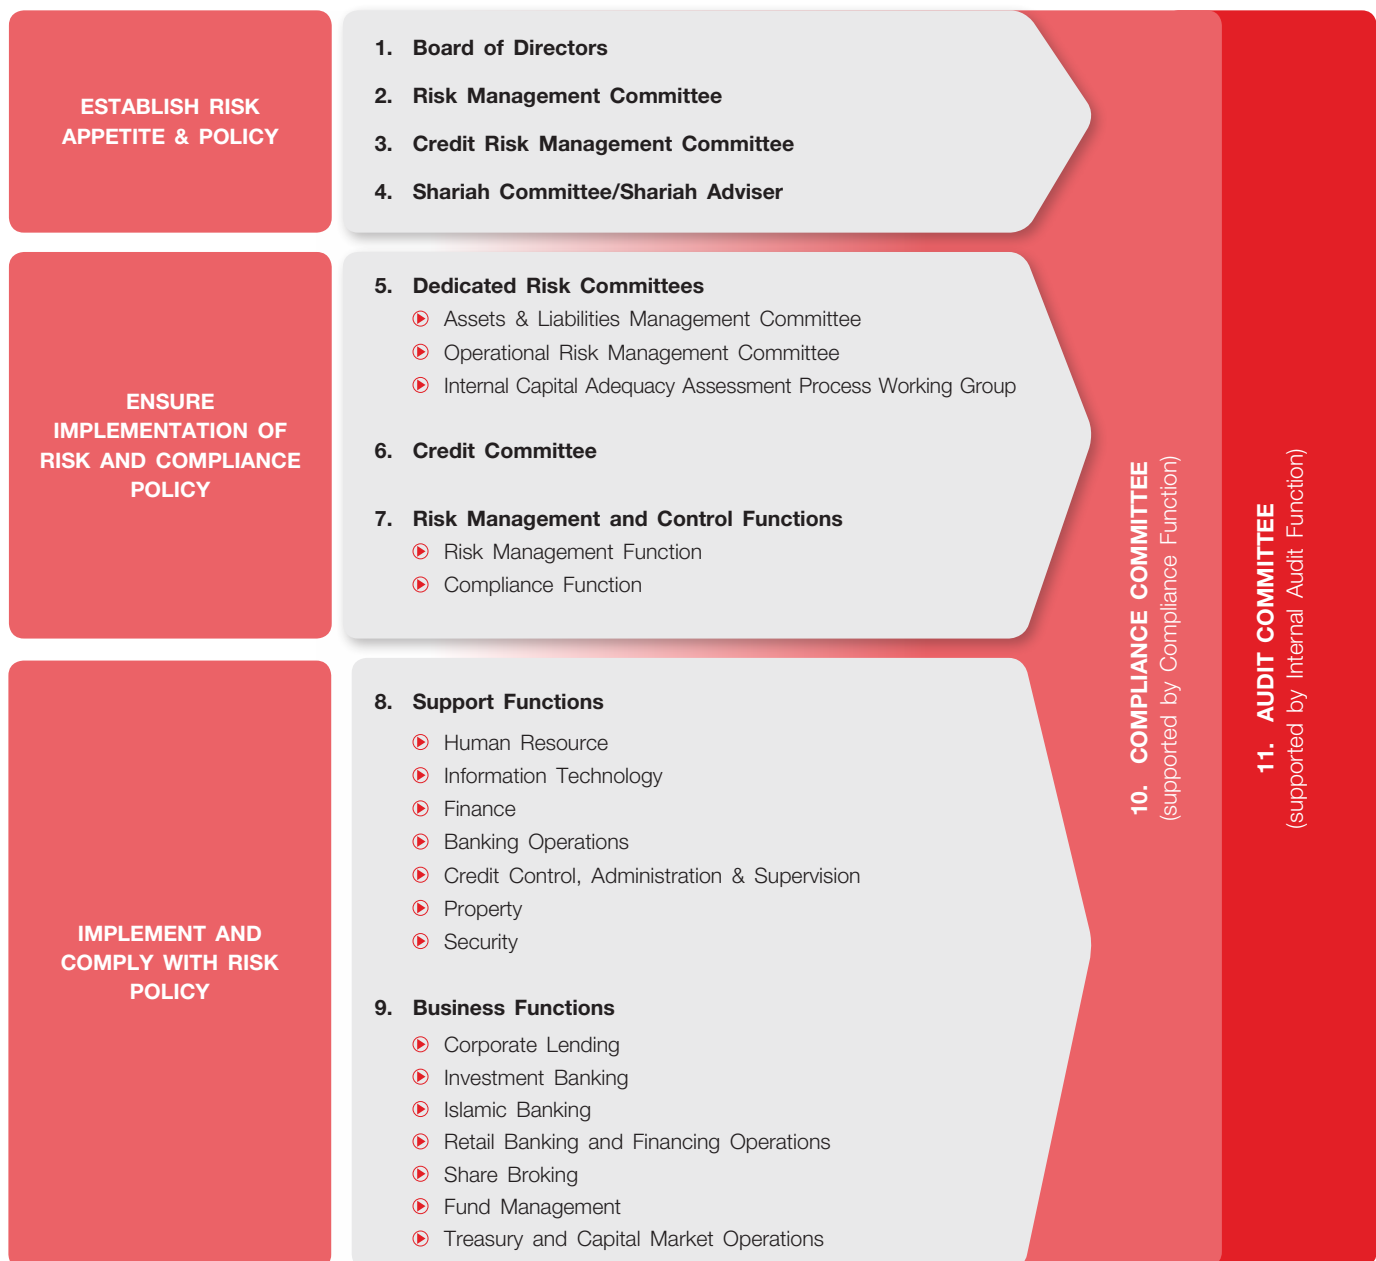 ESTABLISH RISK
APPETITE & POLICY
1. Board of Directors
2. Risk Management Committee
3. Credit Risk Management Committee
4. Shariah Committee/Shariah Adviser
ENSURE
IMPLEMENTATION OF
RISK AND COMPLIANCE
POLICY
5. Dedicated Risk Committees
Assets & Liabilities Management Committee
Operational Risk Management Committee
Internal Capital Adequacy Assessment Process Working Group
6. Credit Committee
7. Risk Management and Control Functions
Risk Management Function
Compliance Function
IMPLEMENT AND
COMPLY WITH RISK
POLICY
8. Support Functions
Human Resource
Information Technology
Finance
Banking Operations
Credit Control, Administration & Supervision
Property
Security
9. Business Functions
Corporate Lending
Investment Banking
Islamic Banking
Retail Banking and Financing Operations
Share Broking
Fund Management
Treasury and Capital Market Operations
10. COMPLIANCE COMMITTEE
(supported by Compliance Function)
11. AUDIT COMMITTEE
(supported by Internal Audit Function)